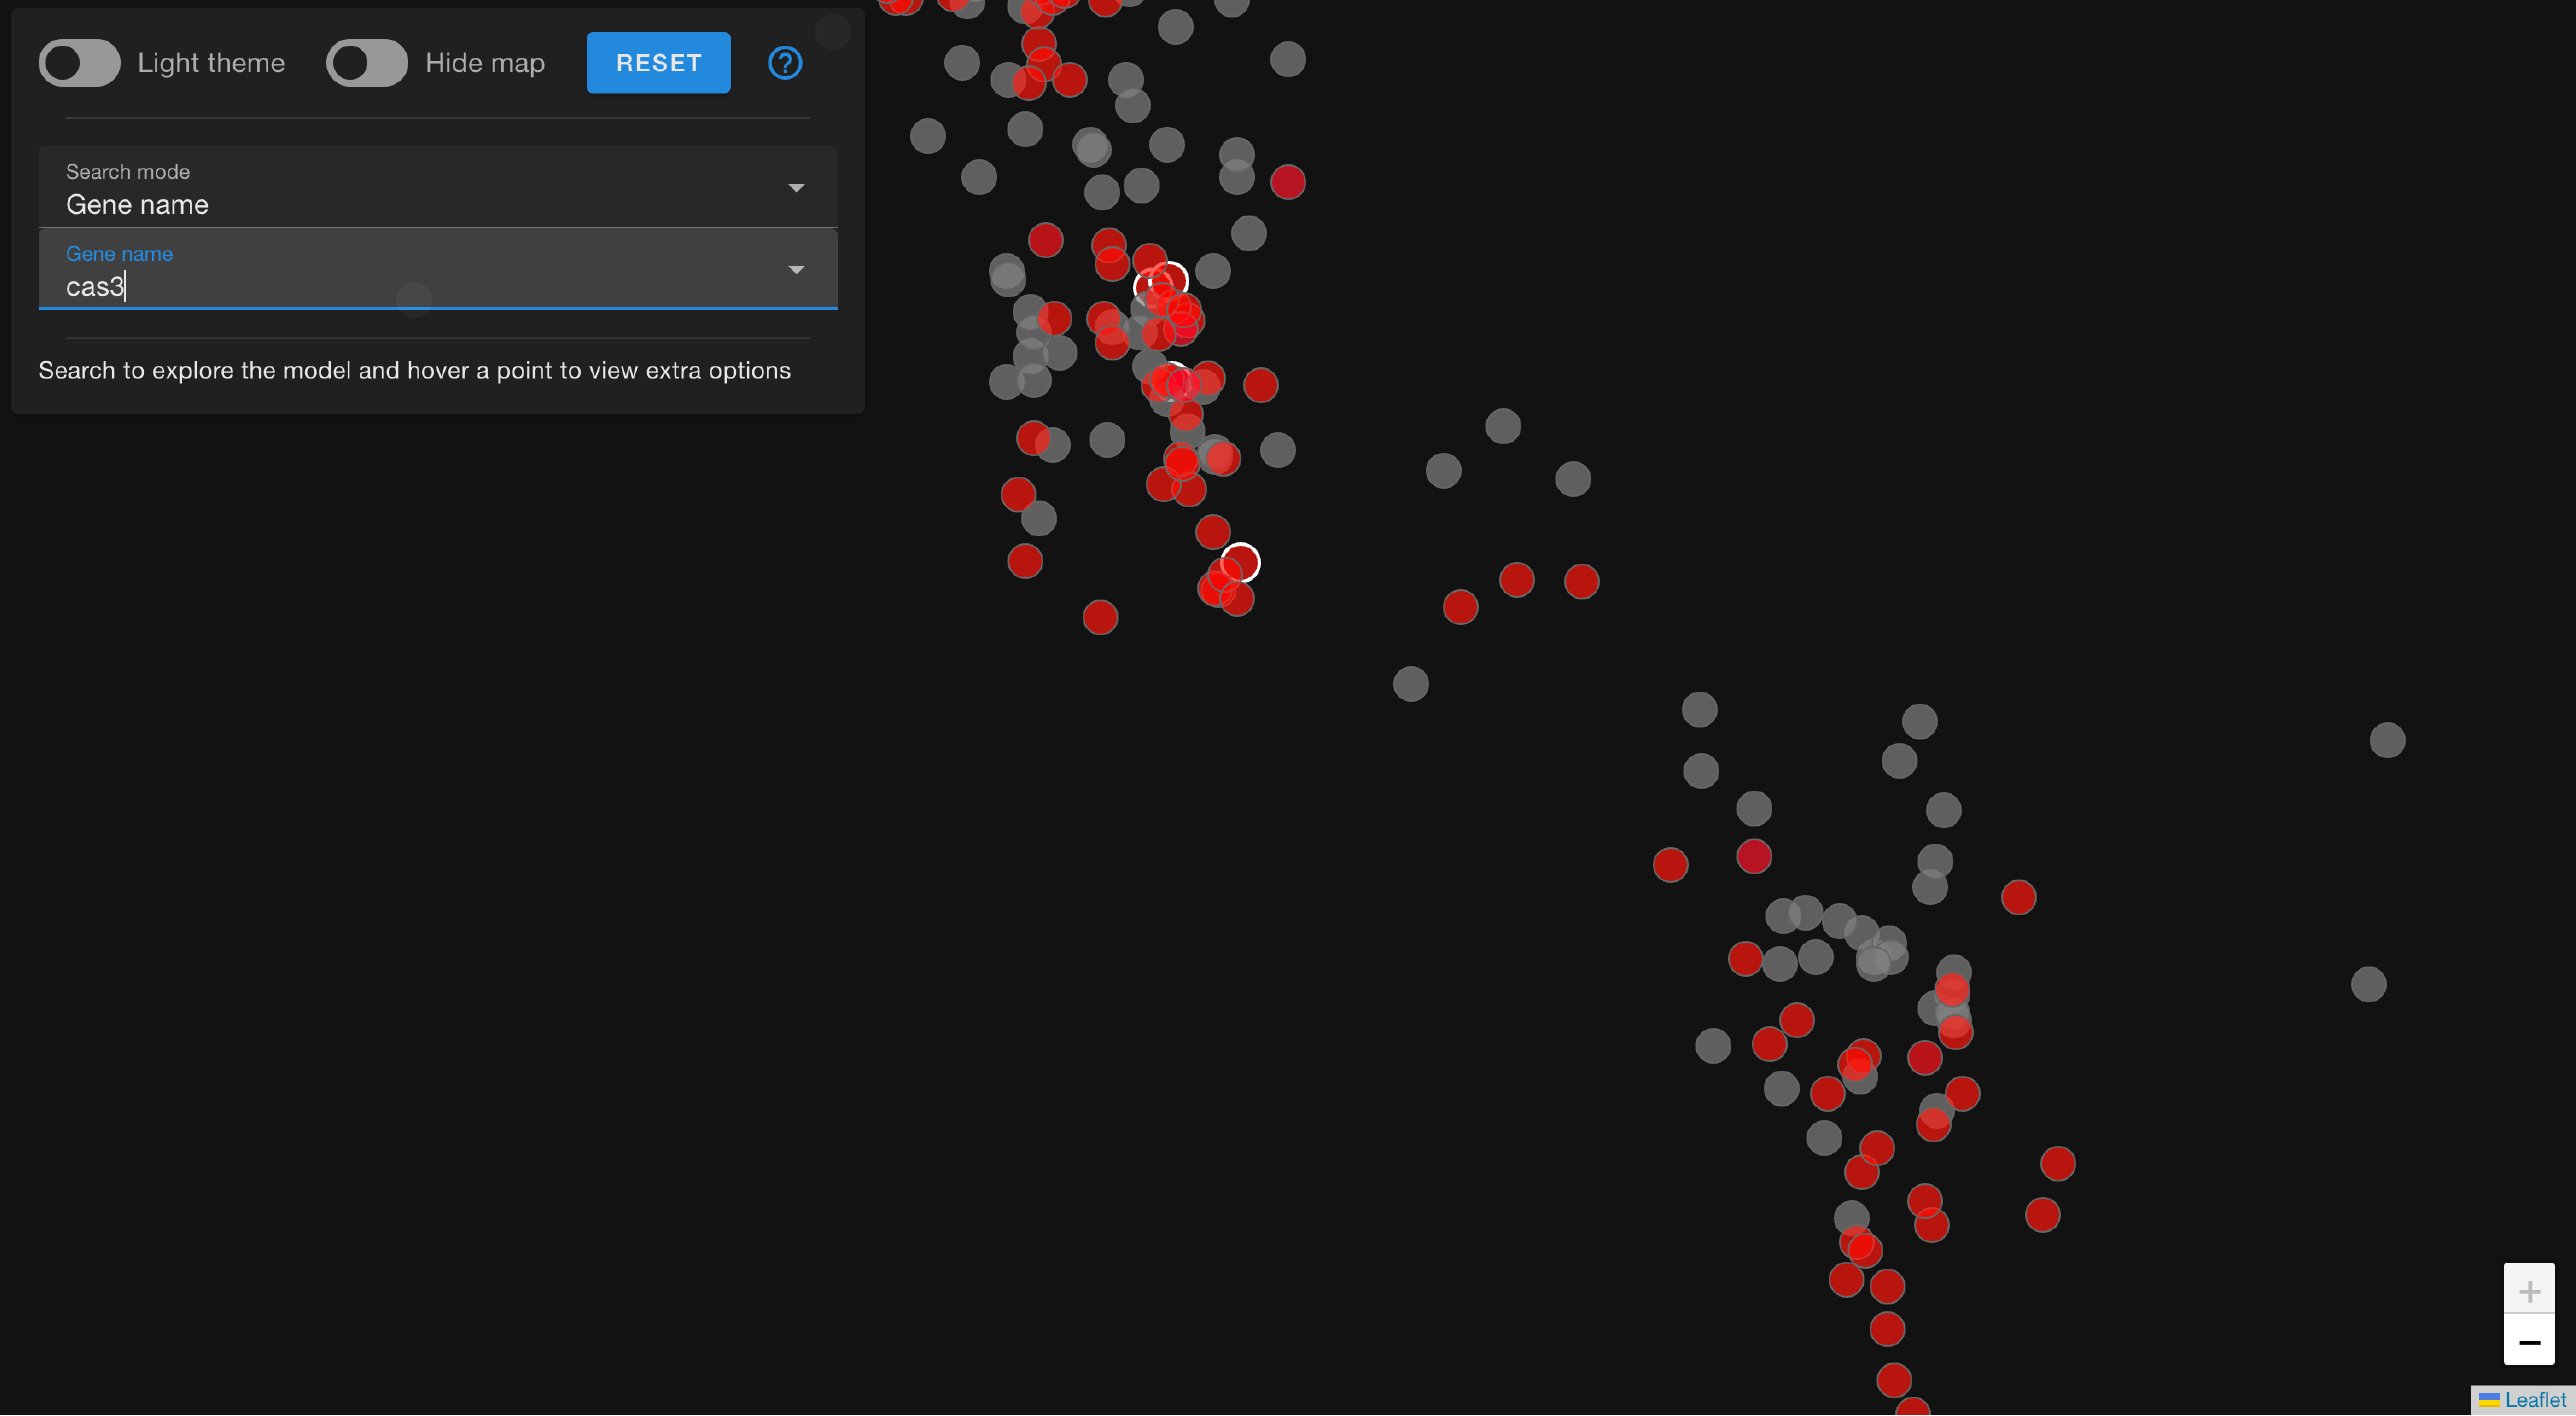 Light theme
Hide map
RESET
?
Search mode
Gene name
Gene name
cas3
Search to explore the model and hover a point to view extra options
+
−
Leaflet